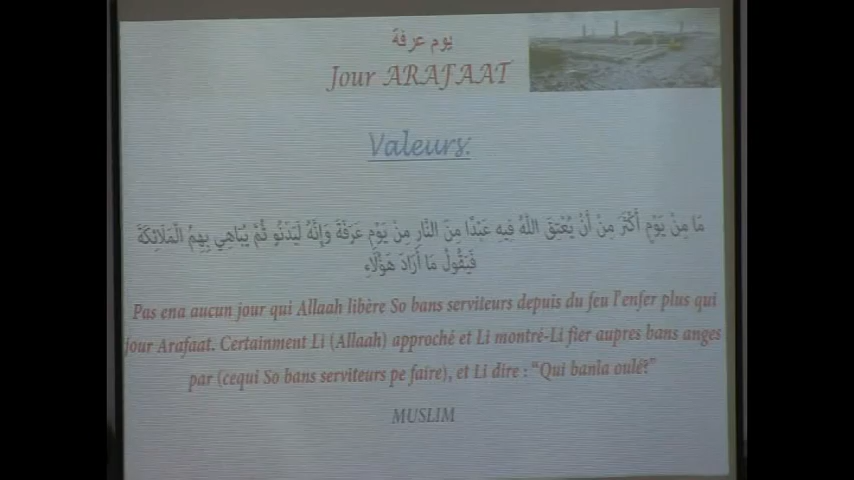 يوم عرفة
Jour ARAFAAT
Valeurs:
مَا مِنْ يَوْمٍ أَكْثَرَ مِنْ أَنْ يُعْتِقَ اللَّهُ فِيهِ عَبْدًا مِنَ النَّارِ مِنْ يَوْمِ عَرَفَةَ وَإِنَّهُ لَيَدْنُو ثُمَّ يُبَاهِي بِهِمُ الْمَلَائِكَةَ
فَيَقُولُ مَا أَرَادَ هَؤُلَاءِ
Pas ena aucun jour qui Allaah libère So bans serviteurs depuis du feu l'enfer plus qui
jour Arafaat. Certainment Li (Allaah) approché et Li montré-Li fier aupres bans anges
par (cequi So bans serviteurs pe faire), et Li dire : "Qui banla oulé?"
MUSLIM